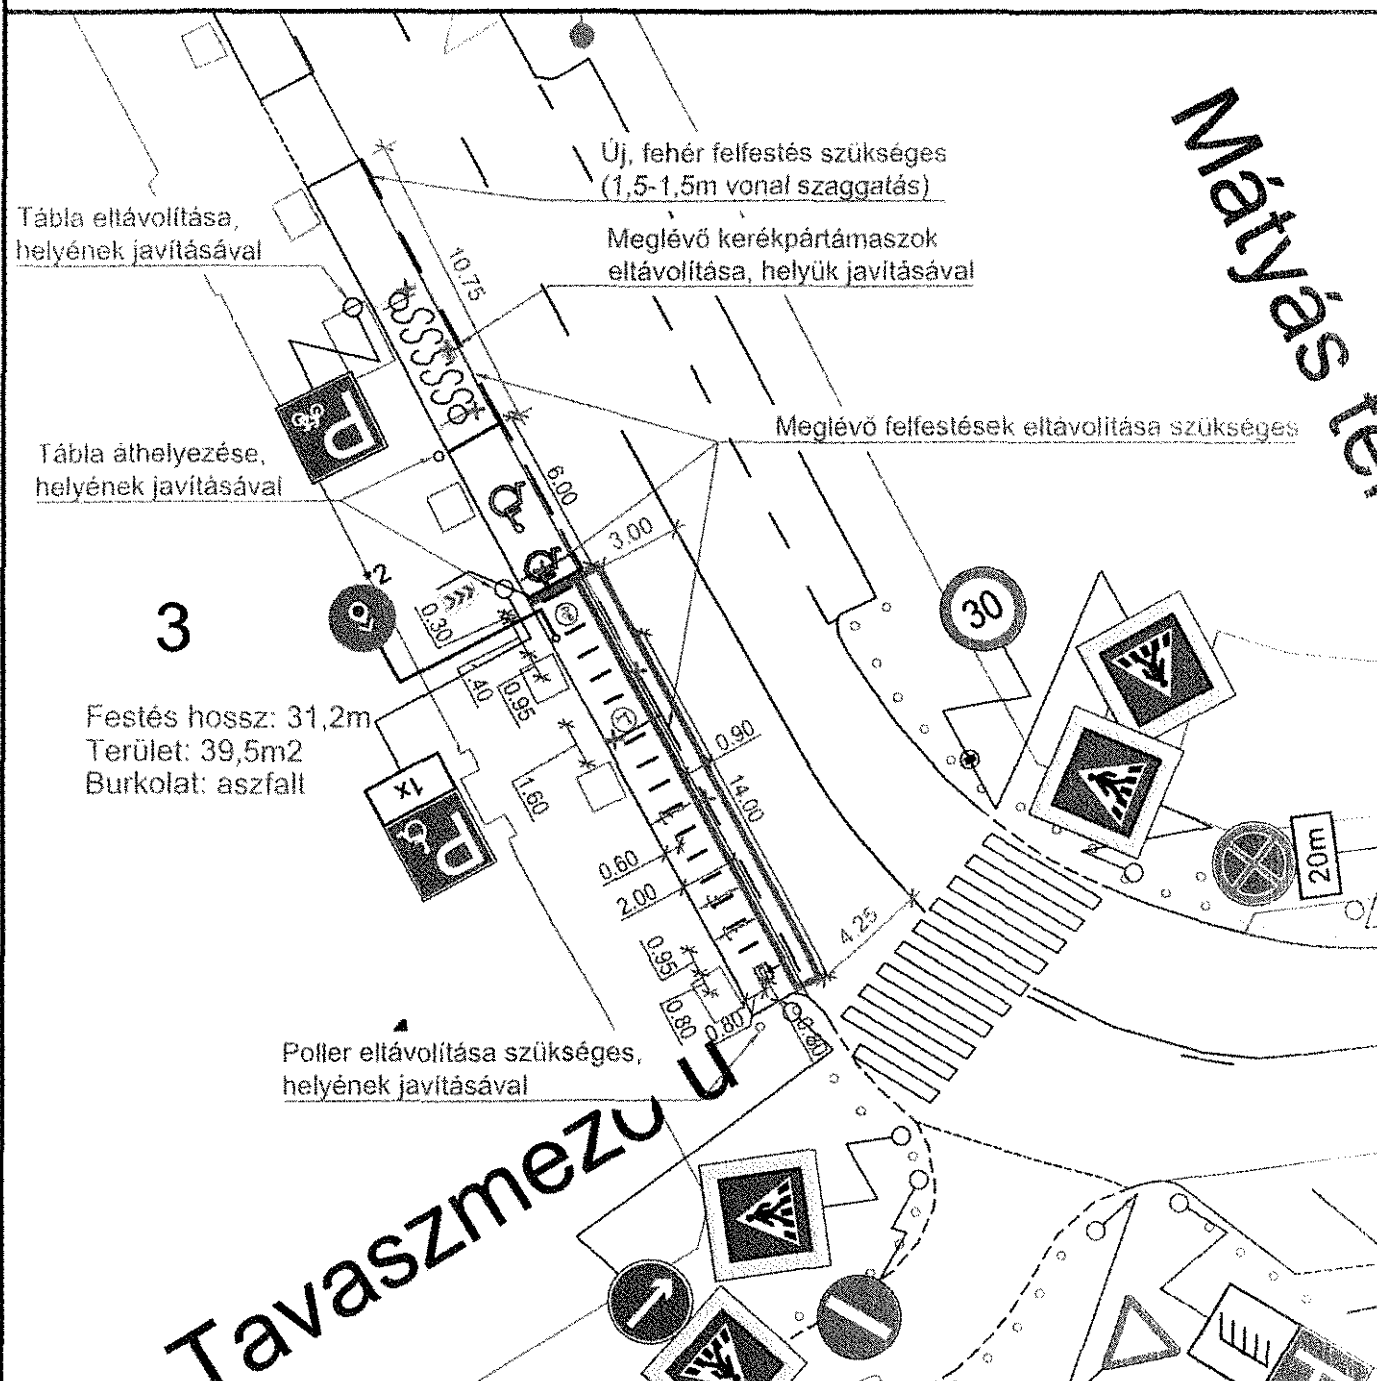 Mátyás tér
Új, fehér felfestés szükséges
(1,5-1,5m vonal szaggatás)
Tábla eltávolítása,
helyének javításával
Meglévő kerékpártámaszok
eltávolítása, helyük javításával
10.75
P
Meglévő felfestések eltávolítása szükséges
Tábla áthelyezése,
helyének javításával
6.00
3.00
+2
0.30
30
3
.40
0.95
Festés hossz: 31,2m
Terület: 39,5m2
Burkolat: aszfalt
0.90
14.00
1x
P
1.60
0.60
2.00
20m
4.25
0.95
0.80
0.80
0.80
Poller eltávolítása szükséges,
helyének javításával
Tavaszmező u